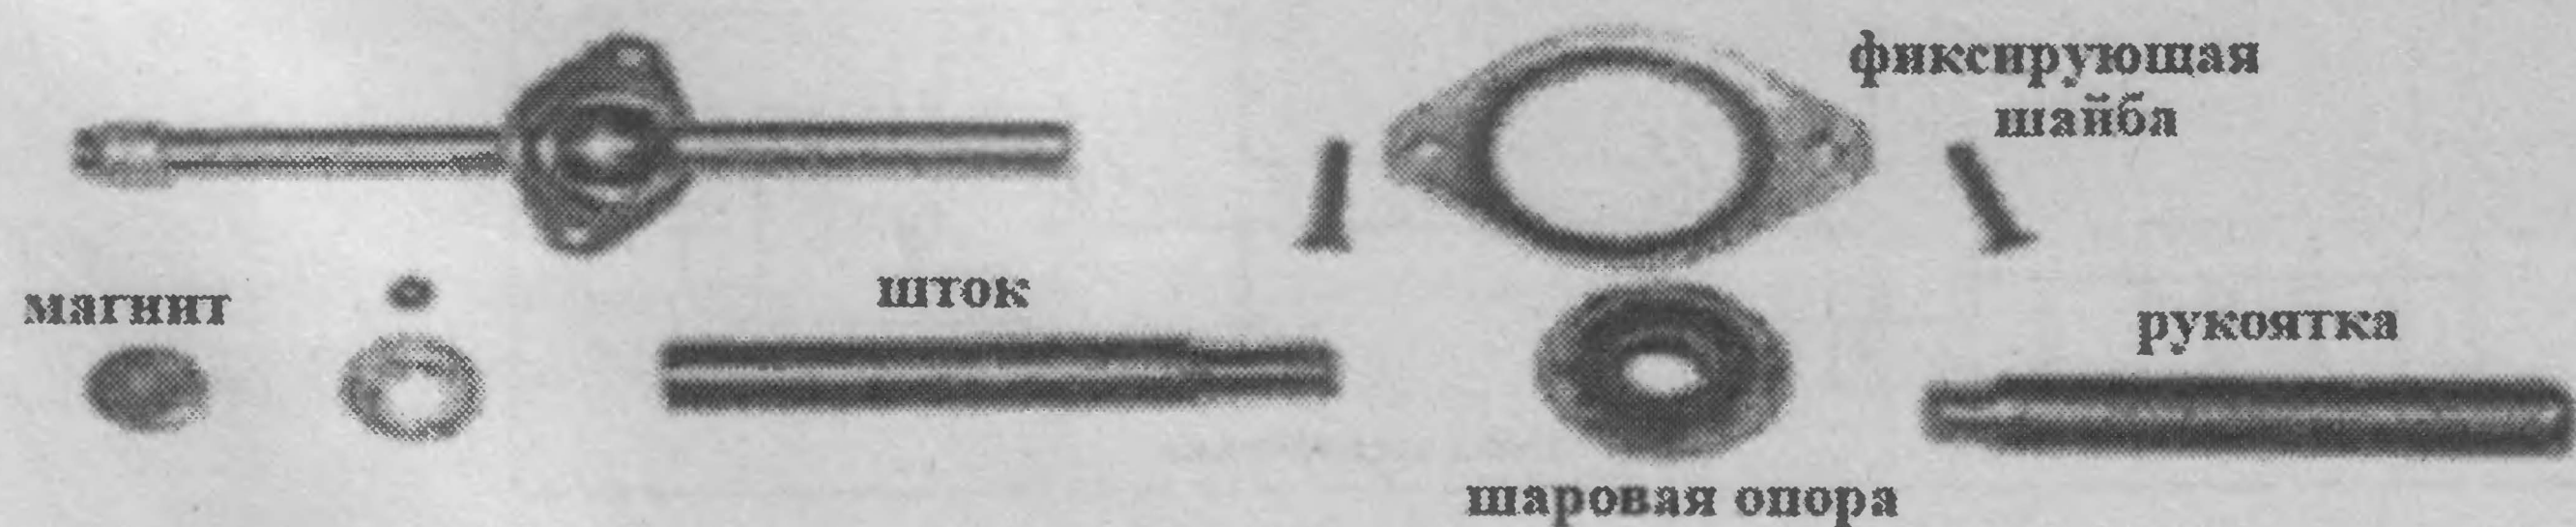 фиксирующая
шайба
магнит
шток
рукоятка
шаровая опора